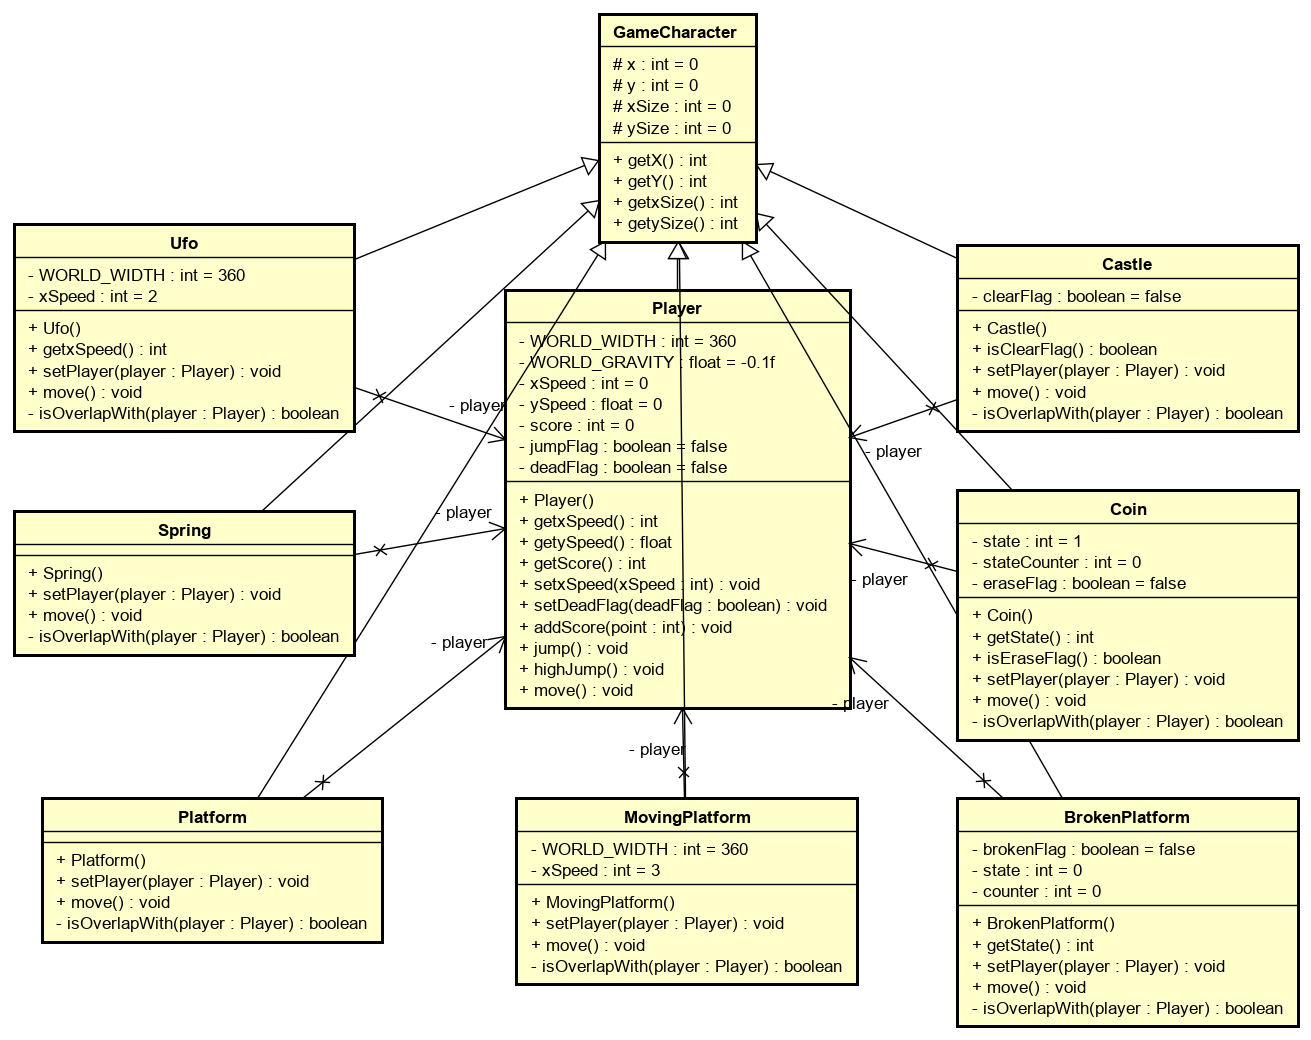 GameCharacter
# x : int = 0
# y : int = 0
# xSize : int = 0
# ySize : int = 0
+ getX() : int
+ getY() : int
+ getxSize() : int
+ getySize() : int
Ufo
- WORLD_WIDTH : int = 360
- xSpeed : int = 2
+ Ufo()
+ getxSpeed() : int
+ setPlayer(player : Player) : void
+ move() : void
- isOverlapWith(player : Player) : boolean
- player
Player
- WORLD_WIDTH : int = 360
- WORLD_GRAVITY : float = -0.1f
- xSpeed : int = 0
- ySpeed : float = 0
- score : int = 0
- jumpFlag : boolean = false
- deadFlag : boolean = false
+ Player()
+ getxSpeed() : int
+ getySpeed() : float
+ getScore() : int
+ setxSpeed(xSpeed : int) : void
+ setDeadFlag(deadFlag : boolean) : void
+ addScore(point : int) : void
+ jump() : void
+ highJump() : void
+ move() : void
Castle
- clearFlag : boolean = false
+ Castle()
+ isClearFlag() : boolean
+ setPlayer(player : Player) : void
+ move() : void
- isOverlapWith(player : Player) : boolean
- player
Spring
+ Spring()
+ setPlayer(player : Player) : void
+ move() : void
- isOverlapWith(player : Player) : boolean
- player
Coin
- state : int = 1
- stateCounter : int = 0
- eraseFlag : boolean = false
+ Coin()
+ getState() : int
+ isEraseFlag() : boolean
+ setPlayer(player : Player) : void
+ move() : void
- isOverlapWith(player : Player) : boolean
- player
- player
- player
- player
Platform
+ Platform()
+ setPlayer(player : Player) : void
+ move() : void
- isOverlapWith(player : Player) : boolean
MovingPlatform
- WORLD_WIDTH : int = 360
- xSpeed : int = 3
+ MovingPlatform()
+ setPlayer(player : Player) : void
+ move() : void
- isOverlapWith(player : Player) : boolean
BrokenPlatform
- brokenFlag : boolean = false
- state : int = 0
- counter : int = 0
+ BrokenPlatform()
+ getState() : int
+ setPlayer(player : Player) : void
+ move() : void
- isOverlapWith(player : Player) : boolean